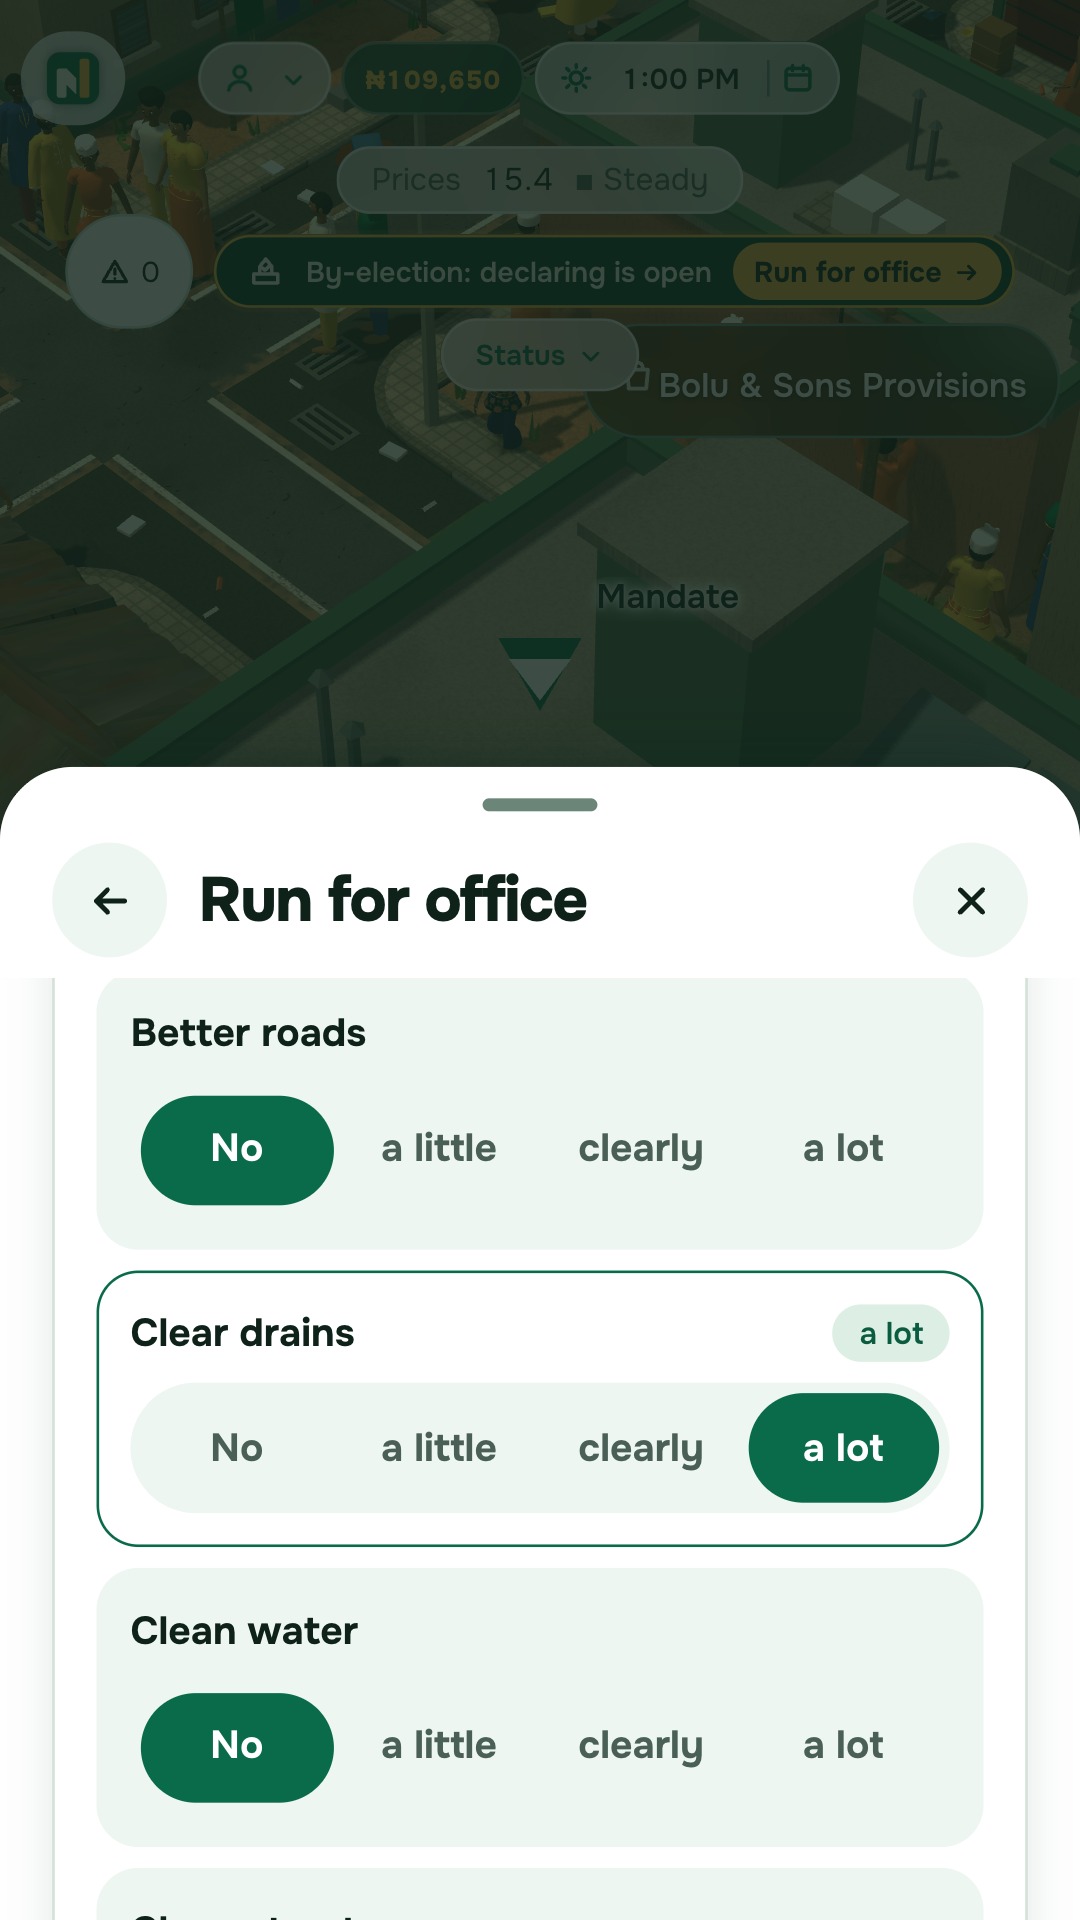 ₦109,650
1:00 PM
Prices 15.4 ■ Steady
0
By-election: declaring is open
Run for office →
Status
Bolu & Sons Provisions
Mandate
Run for office
Better roads
No a little clearly a lot
Clear drains
a lot
No a little clearly a lot
Clean water
No a little clearly a lot